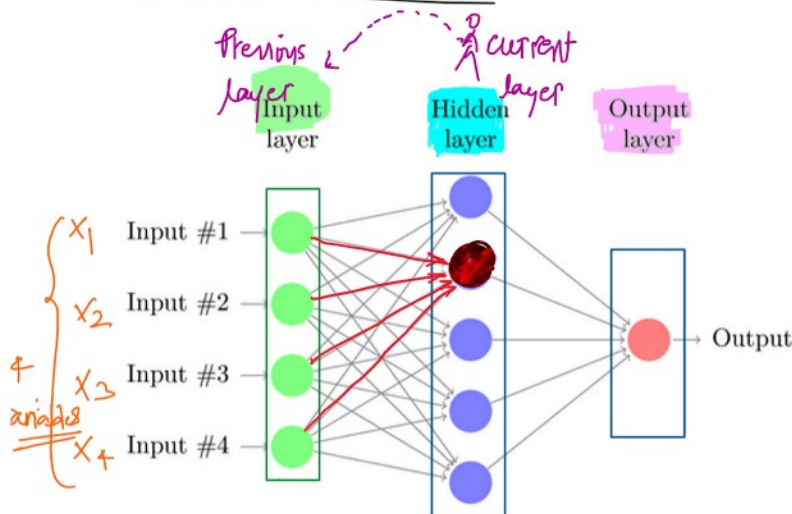 Previous
layer
current
layer
Input
layer
Hidden
layer
Output
layer
X1
Input #1
X2
Input #2
4
variables
X3
Input #3
X4
Input #4
Output